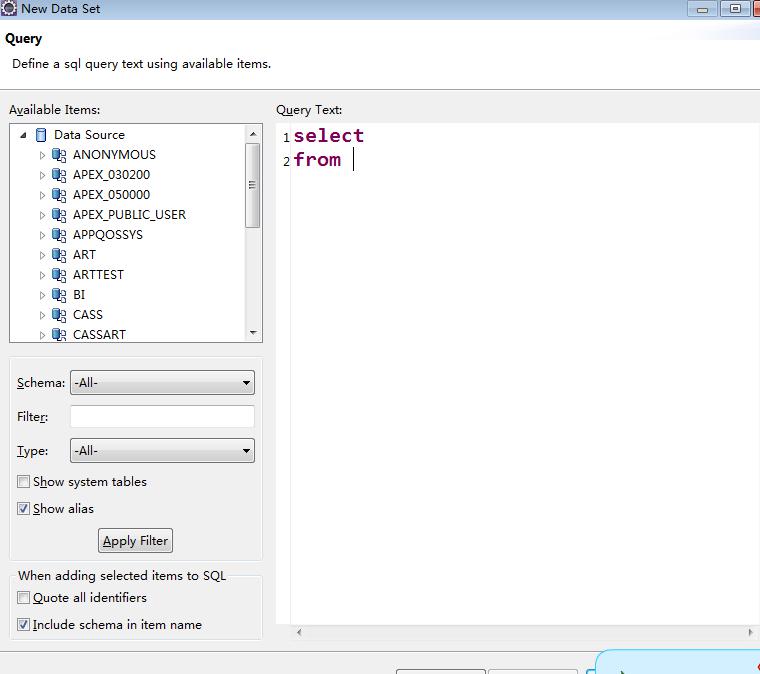 New Data Set
Query
Define a sql query text using available items.
Available Items:
Data Source
ANONYMOUS
APEX_030200
APEX_050000
APEX_PUBLIC_USER
APPQOSSYS
ART
ARTTEST
BI
CASS
CASSART
Schema: -All-
Filter:
Type: -All-
Show system tables
Show alias
Apply Filter
When adding selected items to SQL
Quote all identifiers
Include schema in item name
Query Text:
1 select
2 from